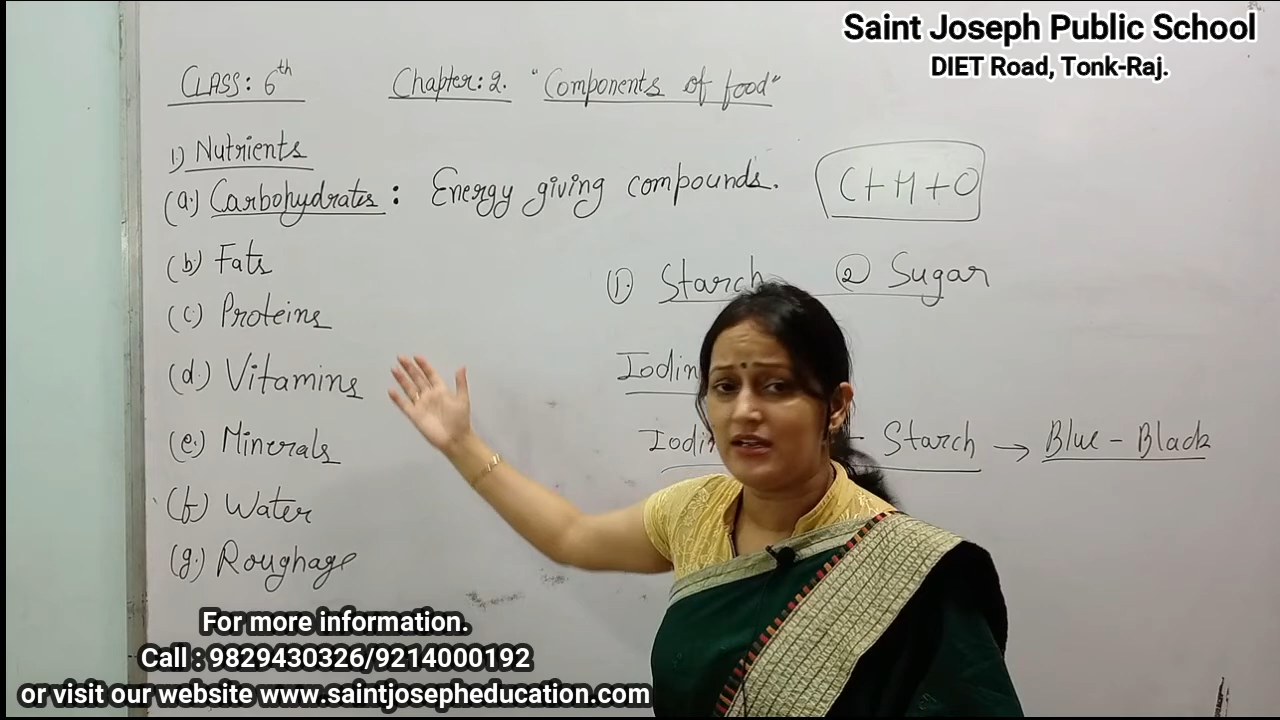 Saint Joseph Public School
DIET Road, Tonk-Raj.
CLASS: 6th Chapter: 2. "Components of food"
1.) Nutrients
(a.) Carbohydrates : Energy giving compounds. C+H+O
(b) Fats
1. Starch 2 Sugar
(c.) Proteins
(d.) Vitamins
Iodin
(e.) Minerals
Iodi - Starch → Blue - Black
(f.) Water
(g.) Roughage
For more information.
Call : 9829430326/9214000192
or visit our website www.saintjosepheducation.com